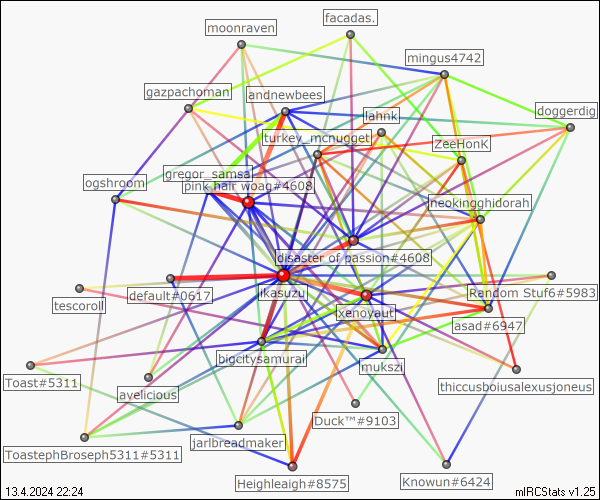 facadas.
moonraven
mingus4742
gazpachoman
andnewbees
doggerdig
lahnk
turkey_mcnugget
ZeeHonK
gregor_samsa
ogshroom
pink hair woag#4608
neokingghidorah
disaster of passion#4608
ikasuzu
Random Stuf6#5983
default#0617
tescoroll
xenoyaut
asad#6947
bigcitysamurai
mukszi
Toast#5311
thiccusboiusalexusjoneus
avelicious
Duck™#9103
jarlbreadmaker
ToastephBroseph5311#5311
Heighleaigh#8575
Knowun#6424
13.4.2024 22:24
mIRCStats v1.25